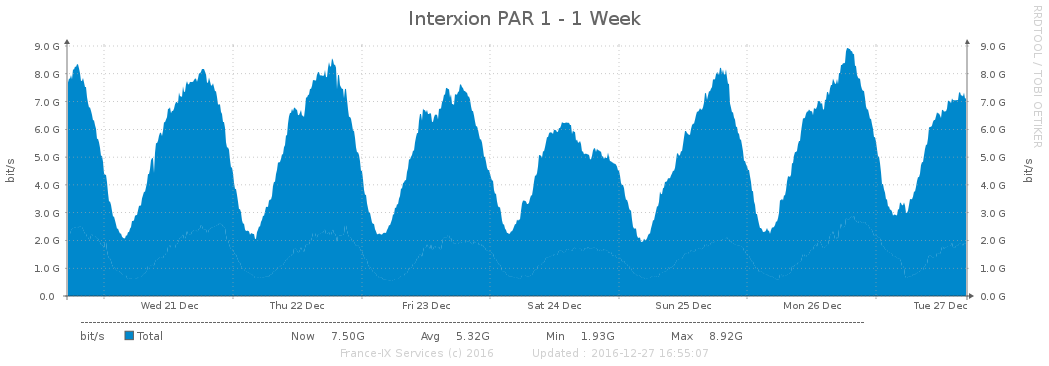 Interxion PAR 1 - 1 Week
RRDTOOL / TOBI OETIKER
bit/s
9.0 G
8.0 G
7.0 G
6.0 G
5.0 G
4.0 G
3.0 G
2.0 G
1.0 G
0.0
9.0 G
8.0 G
7.0 G
6.0 G
5.0 G
4.0 G
3.0 G
2.0 G
1.0 G
0.0 G
bit/s
Wed 21 Dec Thu 22 Dec Fri 23 Dec Sat 24 Dec Sun 25 Dec Mon 26 Dec Tue 27 Dec
bit/s Total Now 7.50G Avg 5.32G Min 1.93G Max 8.92G
France-IX Services (c) 2016 Updated : 2016-12-27 16:55:07